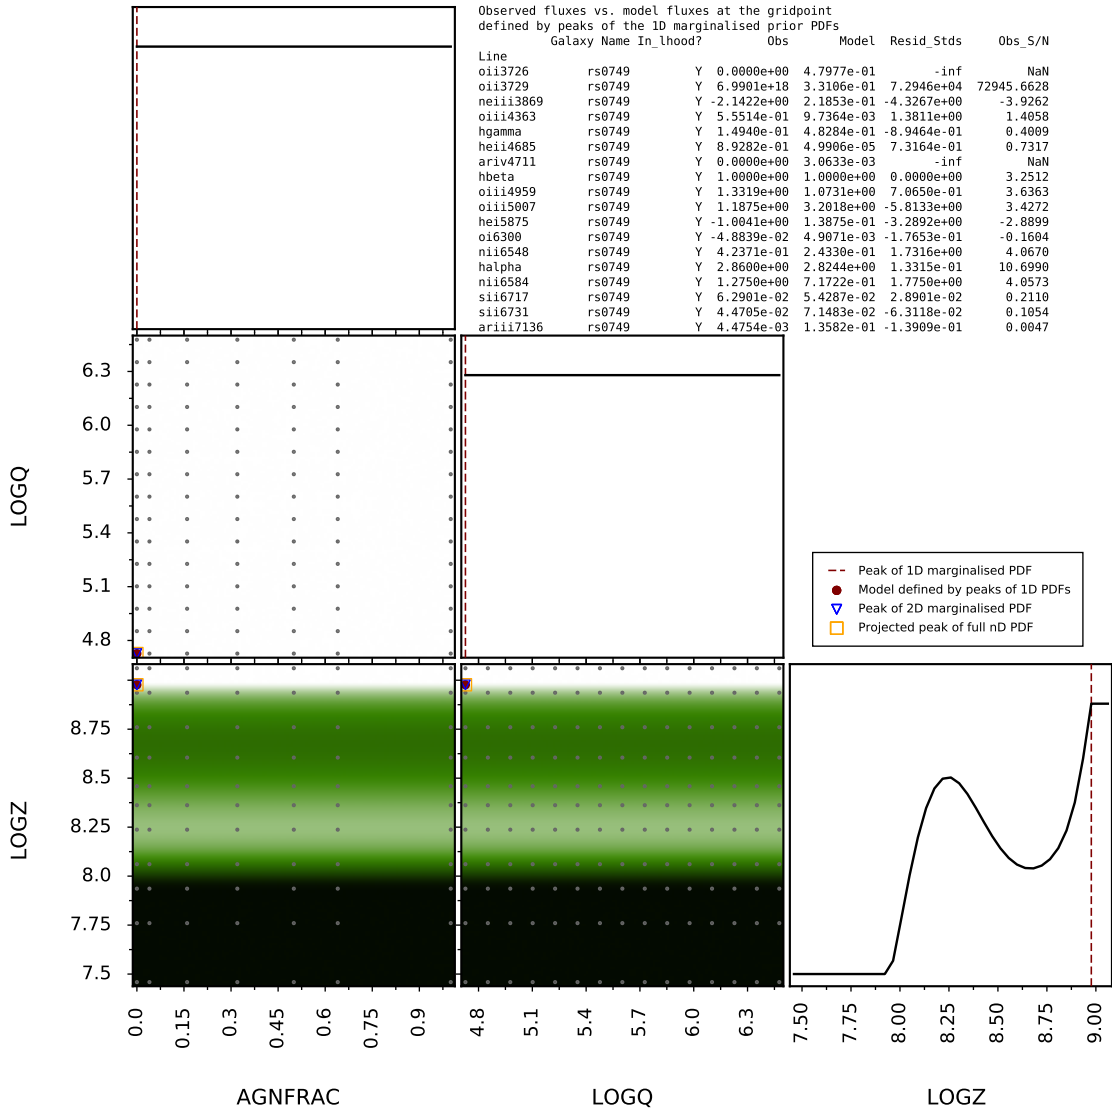 Observed fluxes vs. model fluxes at the gridpoint
defined by peaks of the 1D marginalised prior PDFs
Galaxy Name In_lhood? Obs Model Resid_Stds Obs_S/N
Line
oii3726 rs0749 Y 0.0000e+00 4.7977e-01 -inf NaN
oii3729 rs0749 Y 6.9901e+18 3.3106e-01 7.2946e+04 72945.6628
neiii3869 rs0749 Y -2.1422e+00 2.1853e-01 -4.3267e+00 -3.9262
oiii4363 rs0749 Y 5.5514e-01 9.7364e-03 1.3811e+00 1.4058
hgamma rs0749 Y 1.4940e-01 4.8284e-01 -8.9464e-01 0.4009
heii4685 rs0749 Y 8.9282e-01 4.9906e-05 7.3164e-01 0.7317
ariv4711 rs0749 Y 0.0000e+00 3.0633e-03 -inf NaN
hbeta rs0749 Y 1.0000e+00 1.0000e+00 0.0000e+00 3.2512
oiii4959 rs0749 Y 1.3319e+00 1.0731e+00 7.0650e-01 3.6363
oiii5007 rs0749 Y 1.1875e+00 3.2018e+00 -5.8133e+00 3.4272
hei5875 rs0749 Y -1.0041e+00 1.3875e-01 -3.2892e+00 -2.8899
oi6300 rs0749 Y -4.8839e-02 4.9071e-03 -1.7653e-01 -0.1604
nii6548 rs0749 Y 4.2371e-01 2.4330e-01 1.7316e+00 4.0670
halpha rs0749 Y 2.8600e+00 2.8244e+00 1.3315e-01 10.6990
nii6584 rs0749 Y 1.2750e+00 7.1722e-01 1.7750e+00 4.0573
sii6717 rs0749 Y 6.2901e-02 5.4287e-02 2.8901e-02 0.2110
sii6731 rs0749 Y 4.4705e-02 7.1483e-02 -6.3118e-02 0.1054
ariii7136 rs0749 Y 4.4754e-03 1.3582e-01 -1.3909e-01 0.0047
LOGQ
6.3
6.0
5.7
5.4
5.1
4.8
Peak of 1D marginalised PDF
Model defined by peaks of 1D PDFs
Peak of 2D marginalised PDF
Projected peak of full nD PDF
LOGZ
8.75
8.5
8.25
8.0
7.75
7.5
0.0 0.15 0.3 0.45 0.6 0.75 0.9
4.8 5.1 5.4 5.7 6.0 6.3
7.50 7.75 8.00 8.25 8.50 8.75 9.00
AGNFRAC LOGQ LOGZ